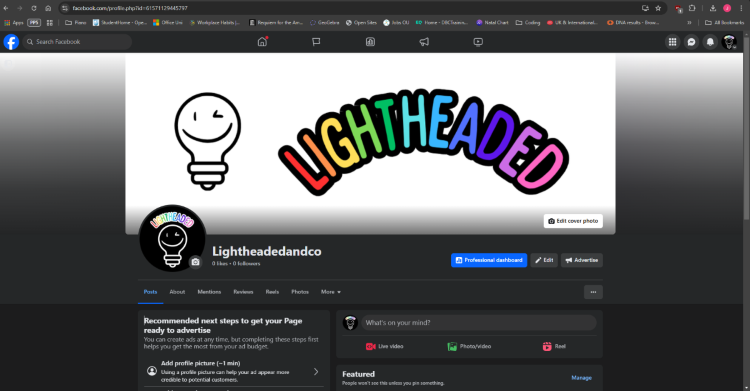 facebook.com/profile.php?id=61571129445797
Apps
PPS
Piano
StudentHome - Ope...
Office Uni
Workplace Habits |...
Requiem for the Am...
GeoGebra
Open Sites
Jobs OU
Home - DBCTrainin...
Natal Chart
Coding
UK & International...
DNA results - Brow...
All Bookmarks
Search Facebook
LIGHTHEADED
Edit cover photo
LIGHTHEADED
Lightheadedandco
0 likes • 0 followers
Professional dashboard
Edit
Advertise
Posts
About
Mentions
Reviews
Reels
Photos
More
Recommended next steps to get your Page
ready to advertise
You can create ads at any time, but completing these steps first
helps you get the most from your ad budget.
Add profile picture (~1 min)
Using a profile picture can help your ad appear more
credible to potential customers.
What's on your mind?
Live video
Photo/video
Reel
Featured
Manage
People won't see this unless you pin something.